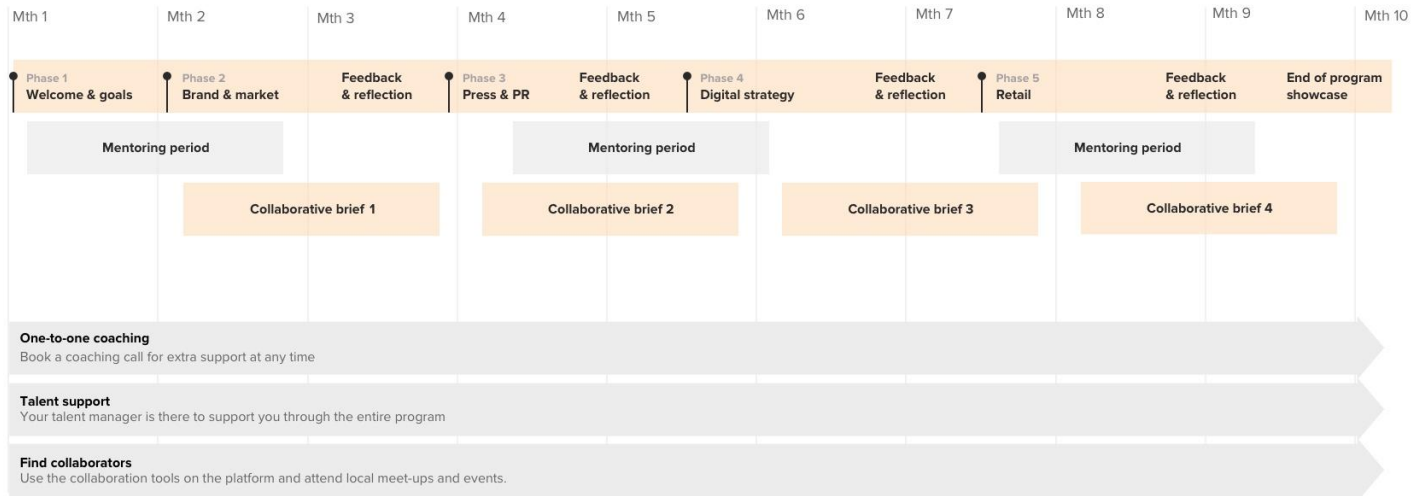 Mth 1
Mth 2
Mth 3
Mth 4
Mth 5
Mth 6
Mth 7
Mth 8
Mth 9
Mth 10
Phase 1
Welcome & goals
Phase 2
Brand & market
Feedback
& reflection
Phase 3
Press & PR
Feedback
& reflection
Phase 4
Digital strategy
Feedback
& reflection
Phase 5
Retail
Feedback
& reflection
End of program
showcase
Mentoring period
Mentoring period
Mentoring period
Collaborative brief 1
Collaborative brief 2
Collaborative brief 3
Collaborative brief 4
One-to-one coaching
Book a coaching call for extra support at any time
Talent support
Your talent manager is there to support you through the entire program
Find collaborators
Use the collaboration tools on the platform and attend local meet-ups and events.